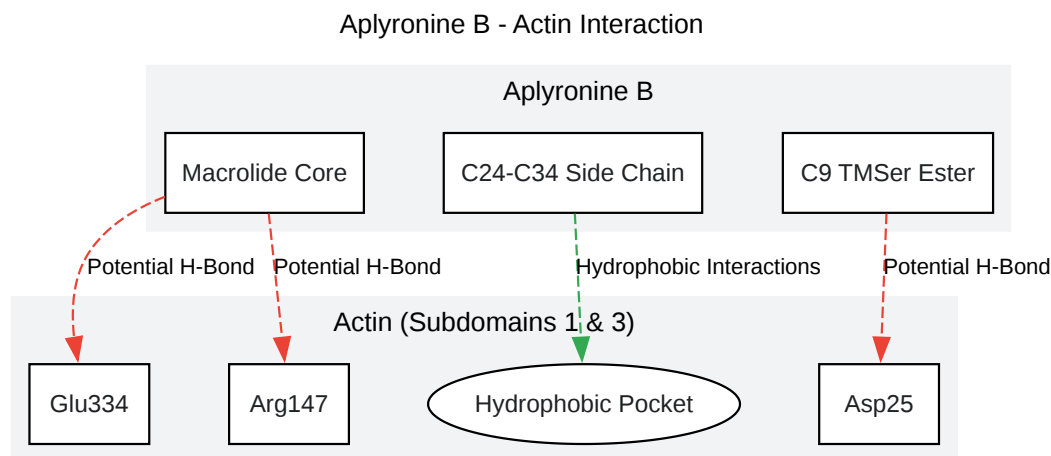 Aplyronine B - Actin Interaction
Aplyronine B
Macrolide Core
C24-C34 Side Chain
C9 TMSer Ester
Potential H-Bond
Potential H-Bond
Hydrophobic Interactions
Potential H-Bond
Actin (Subdomains 1 & 3)
Glu334
Arg147
Hydrophobic Pocket
Asp25